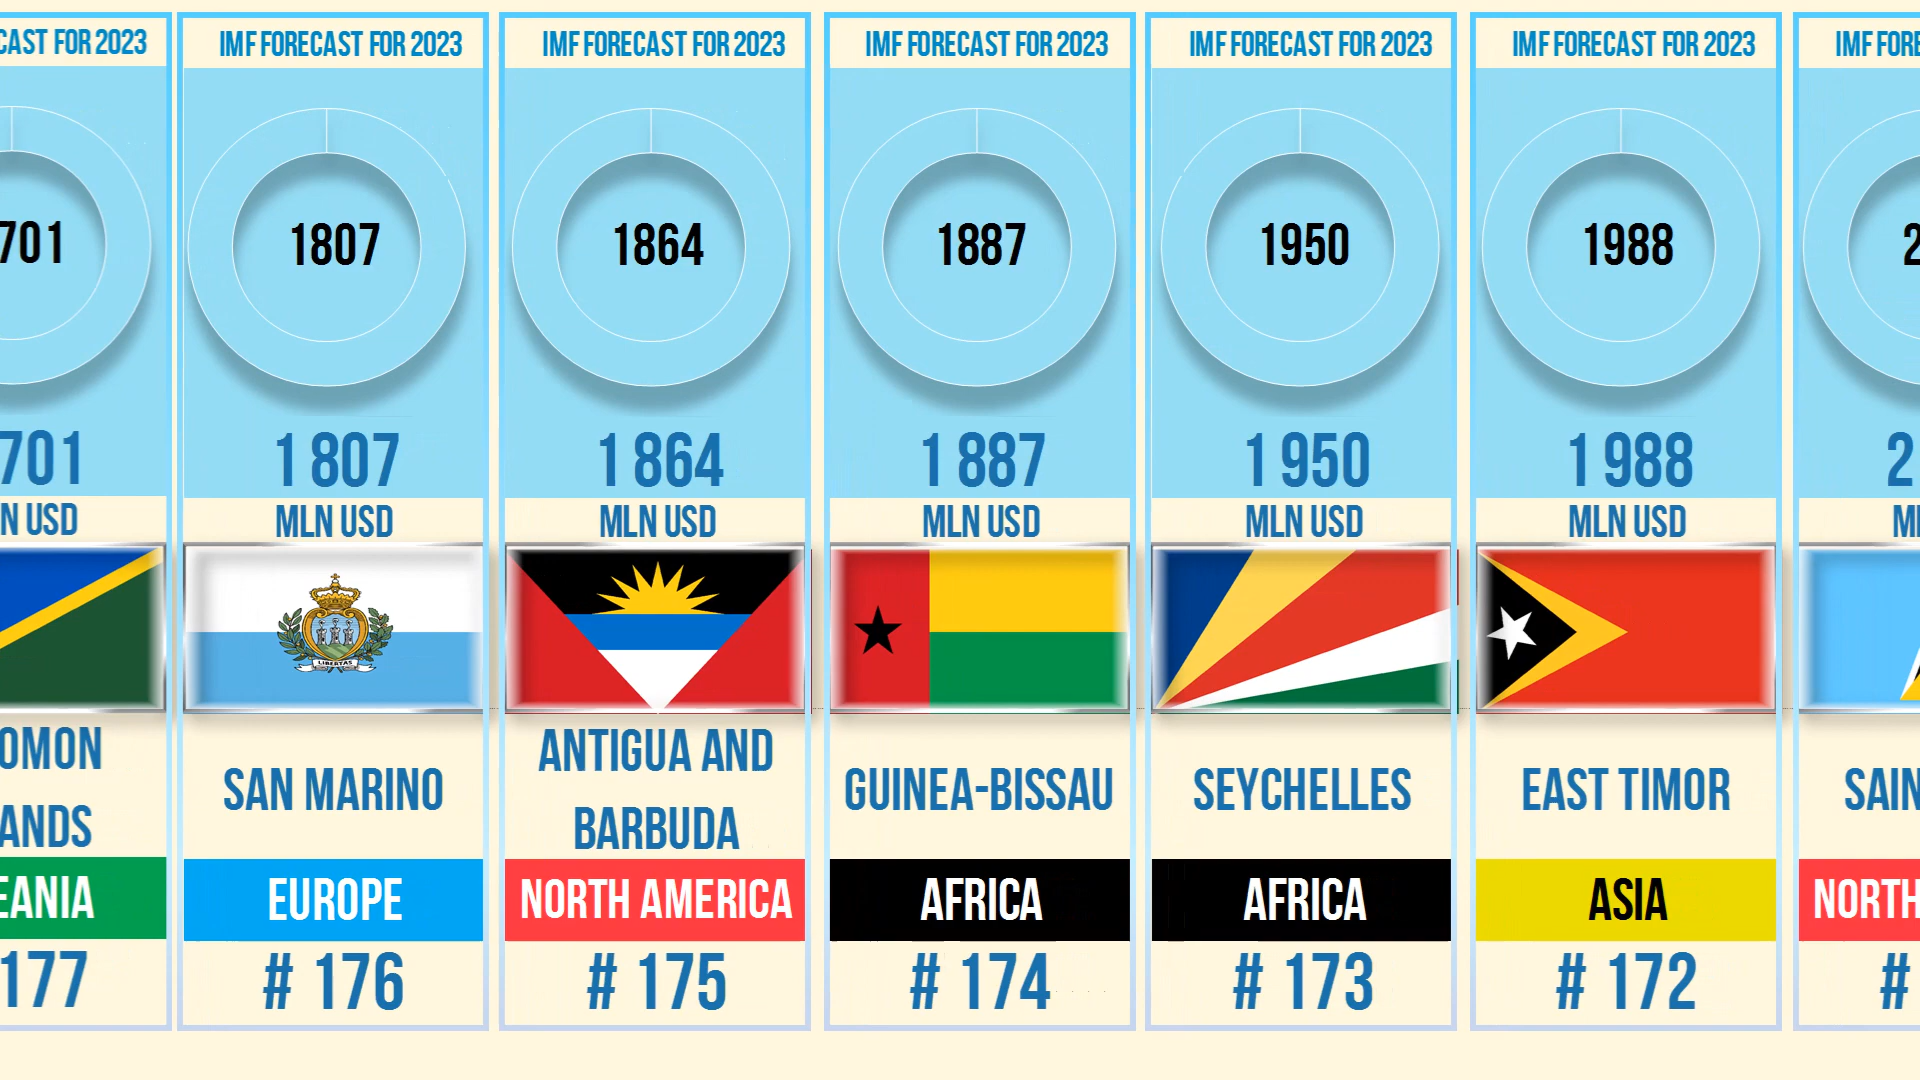 CAST FOR 2023
701
701
N USD
OMON
ANDS
EANIA
177
IMF FORECAST FOR 2023
1807
1 807
MLN USD
LIBERTAS
SAN MARINO
EUROPE
# 176
IMF FORECAST FOR 2023
1864
1 864
MLN USD
ANTIGUA AND
BARBUDA
NORTH AMERICA
# 175
IMF FORECAST FOR 2023
1887
1 887
MLN USD
GUINEA-BISSAU
AFRICA
# 174
IMF FORECAST FOR 2023
1950
1 950
MLN USD
SEYCHELLES
AFRICA
# 173
IMF FORECAST FOR 2023
1988
1 988
MLN USD
EAST TIMOR
ASIA
# 172
IMF FORE
2
2
M
SAIN
NORTH
#